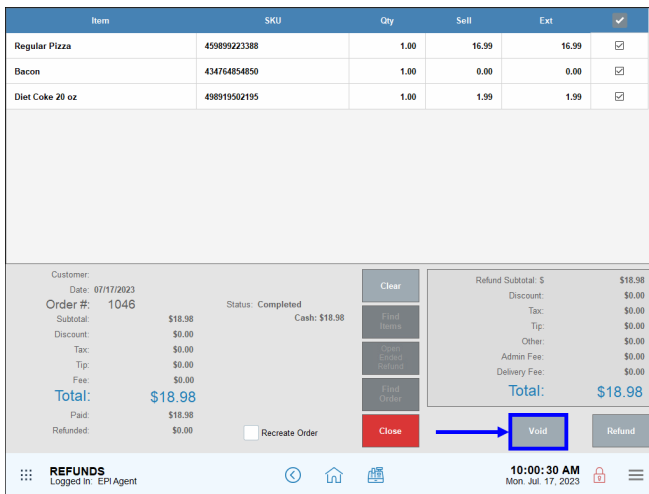 Item SKU Qty Sell Ext
Regular Pizza 459899223388 1.00 16.99 16.99
Bacon 434764854850 1.00 0.00 0.00
Diet Coke 20 oz 498919502195 1.00 1.99 1.99
Customer:
Date: 07/17/2023
Order #: 1046
Subtotal: $18.98
Discount: $0.00
Tax: $0.00
Tip: $0.00
Fee: $0.00
Total: $18.98
Paid: $18.98
Refunded: $0.00
Status: Completed
Cash: $18.98
Recreate Order
Clear
Find
Items
Open
Ended
Refund
Find
Order
Close
Refund Subtotal: $ $18.98
Discount: $0.00
Tax: $0.00
Tip: $0.00
Other: $0.00
Admin Fee: $0.00
Delivery Fee: $0.00
Total: $18.98
Void Refund
REFUNDS
Logged In: EPI Agent
10:00:30 AM
Mon. Jul. 17, 2023